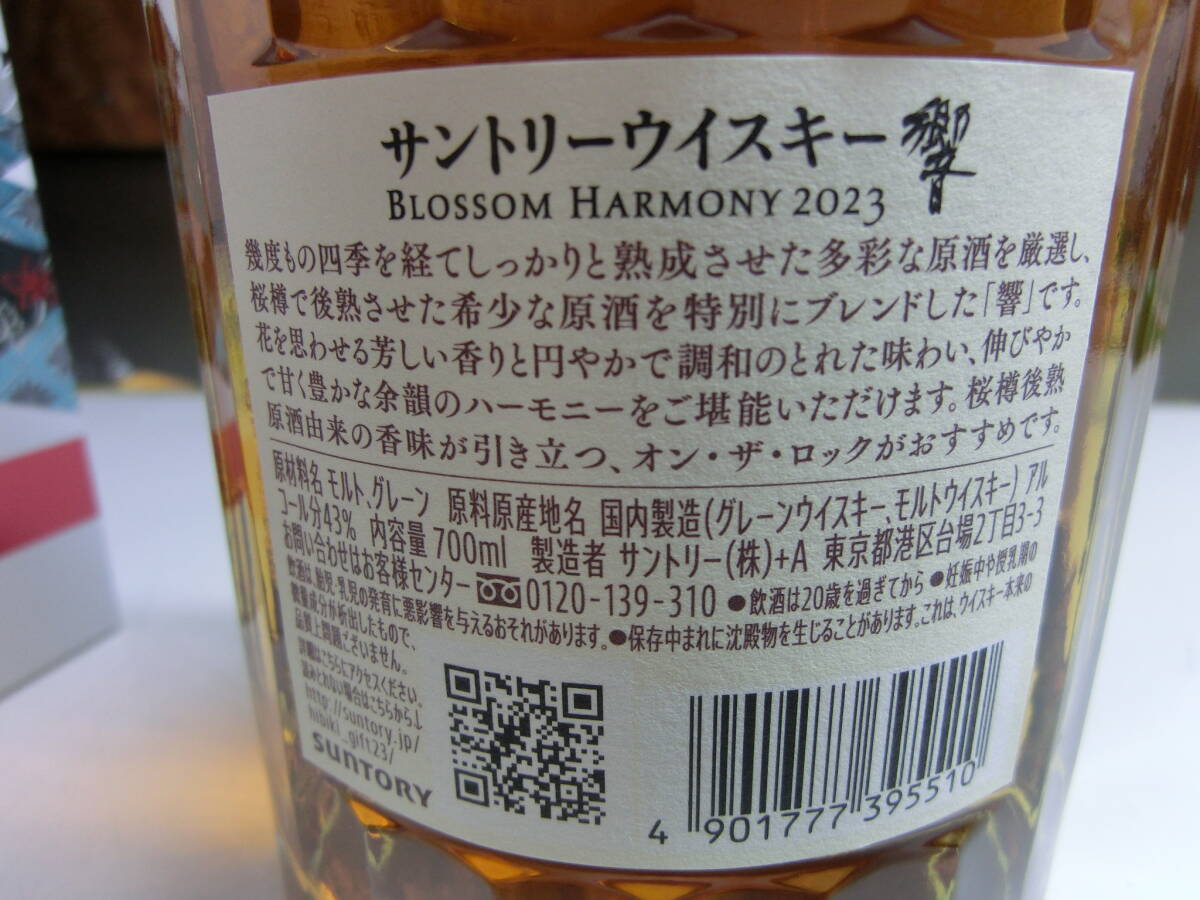 サントリーウイスキー 響
BLOSSOM HARMONY 2023
幾度もの四季を経てしっかりと熟成させた多彩な原酒を厳選し、
桜樽で後熟させた希少な原酒を特別にブレンドした「響」です。
花を思わせる芳しい香りと円やかで調和のとれた味わい、伸びやか
で甘く豊かな余韻のハーモニーをご堪能いただけます。桜樽後熟
原酒由来の香味が引き立つ、オン・ザ・ロックがおすすめです。
原材料名 モルト、グレーン 原料原産地名 国内製造(グレーンウイスキー、モルトウイスキー) アル
コール分43% 内容量 700ml 製造者 サントリー(株)+A 東京都港区台場2丁目3-3
お問い合わせはお客様センター 0120-139-310 ●飲酒は20歳を過ぎてから ●妊娠中や授乳期の
飲酒は、胎児・乳児の発育に悪影響を与えるおそれがあります。 ●保存中まれに沈殿物を生じることがあります。これは、ウイスキー本来の
微量成分が析出したもので、
品質上問題ございません。
詳細はこちらにアクセスください。
読みとれない場合はこちらから↓
http://suntory.jp/
hibiki_gift23/
SUNTORY
4 901777 395510